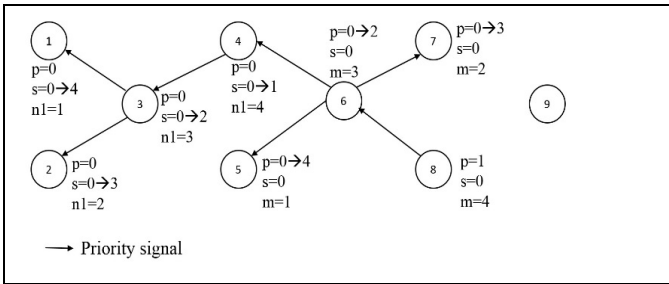 1
p=0
s=0→4
n1=1
2
p=0
s=0→3
n1=2
3
p=0
s=0→2
n1=3
4
p=0
s=0→1
n1=4
5
p=0→4
s=0
m=1
p=0→2
s=0
m=3
6
7
p=0→3
s=0
m=2
8
p=1
s=0
m=4
9
Priority signal